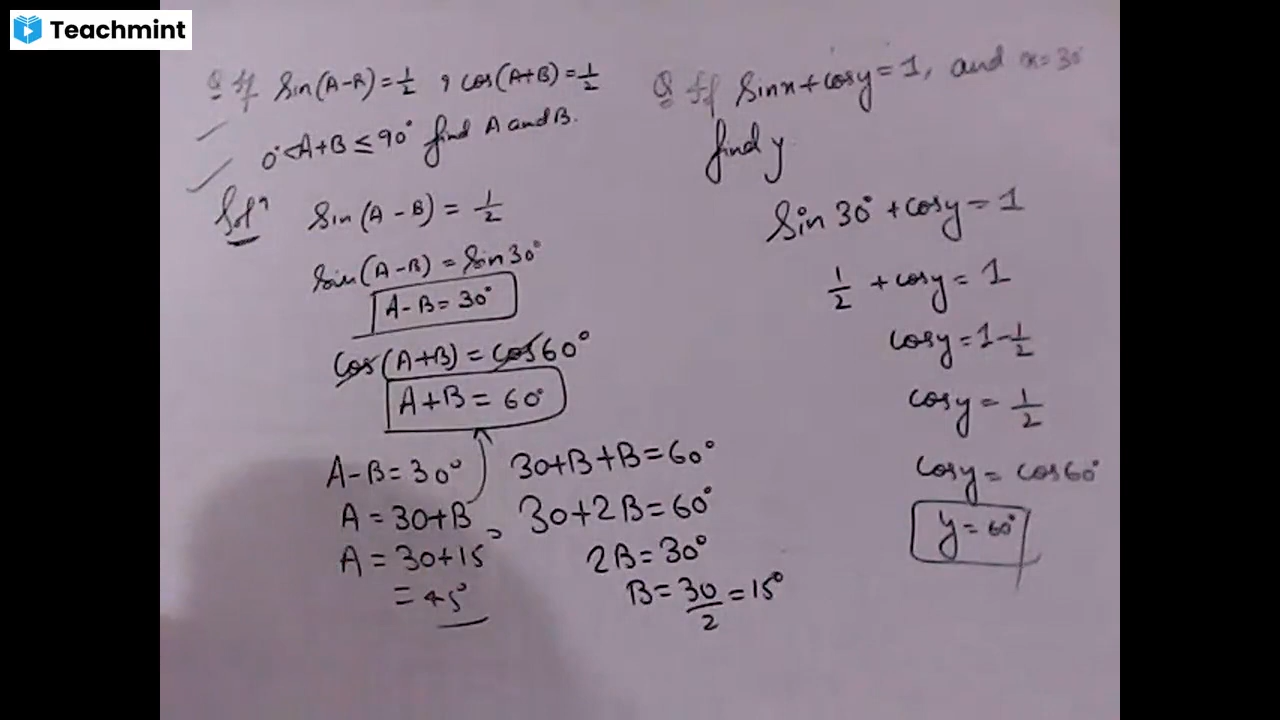 Teachmint
Q If Sin(A-B)=1/2, cos(A+B)=1/2
0°<A+B≤90° find A and B.
Solⁿ Sin(A-B)=1/2
Sin(A-B)=Sin30°
A-B=30°
Cos(A+B)=cos60°
A+B=60°
A-B=30°
A=30+B,
A=30+15
=45°
30+B+B=60°
30+2B=60°
2B=30°
B=30/2=15°
Q If Sinx+cosy=1, and x=30
find y
Sin30°+cosy=1
1/2+cosy=1
cosy=1-1/2
cosy=1/2
cosy=cos60°
y=60°